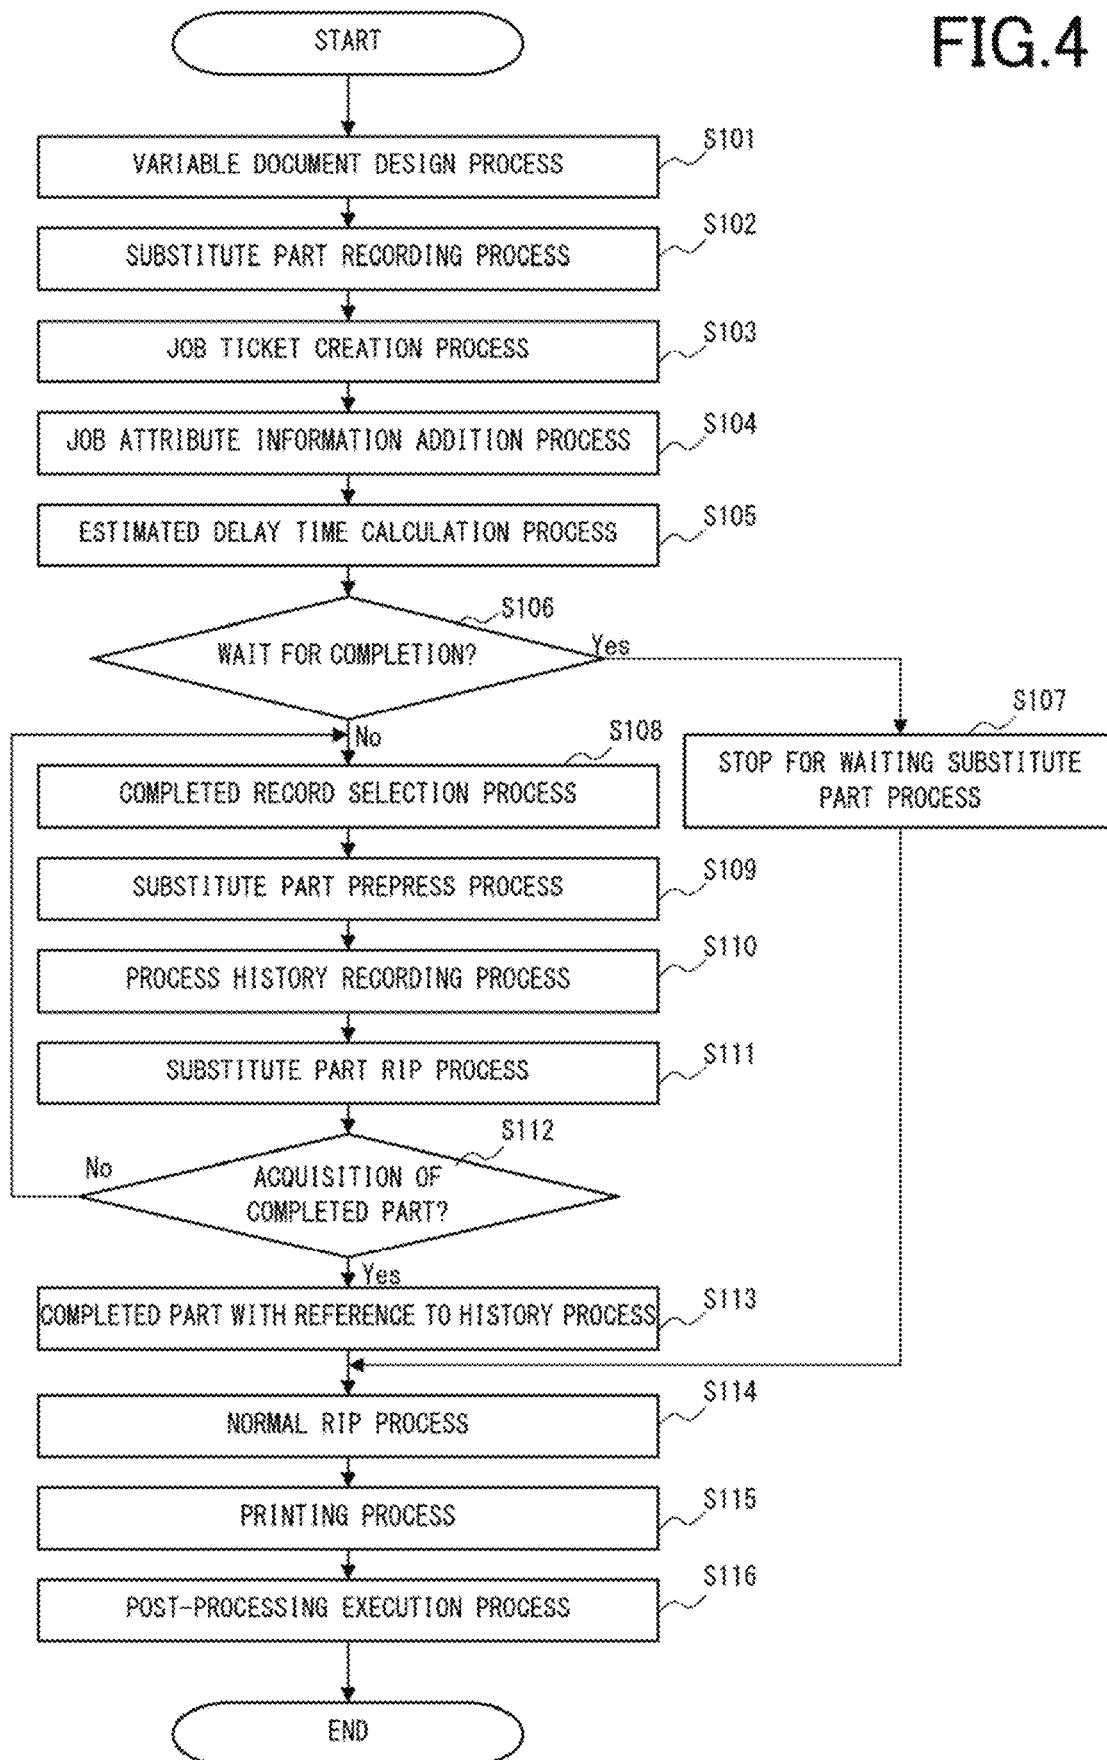 FIG.4
START
VARIABLE DOCUMENT DESIGN PROCESS
S101
SUBSTITUTE PART RECORDING PROCESS
S102
JOB TICKET CREATION PROCESS
S103
JOB ATTRIBUTE INFORMATION ADDITION PROCESS
S104
ESTIMATED DELAY TIME CALCULATION PROCESS
S105
S106
WAIT FOR COMPLETION?
Yes
No
S107
STOP FOR WAITING SUBSTITUTE
PART PROCESS
S108
COMPLETED RECORD SELECTION PROCESS
SUBSTITUTE PART PREPRESS PROCESS
S109
PROCESS HISTORY RECORDING PROCESS
S110
SUBSTITUTE PART RIP PROCESS
S111
S112
No
ACQUISITION OF
COMPLETED PART?
Yes
COMPLETED PART WITH REFERENCE TO HISTORY PROCESS
S113
NORMAL RIP PROCESS
S114
PRINTING PROCESS
S115
POST-PROCESSING EXECUTION PROCESS
S116
END